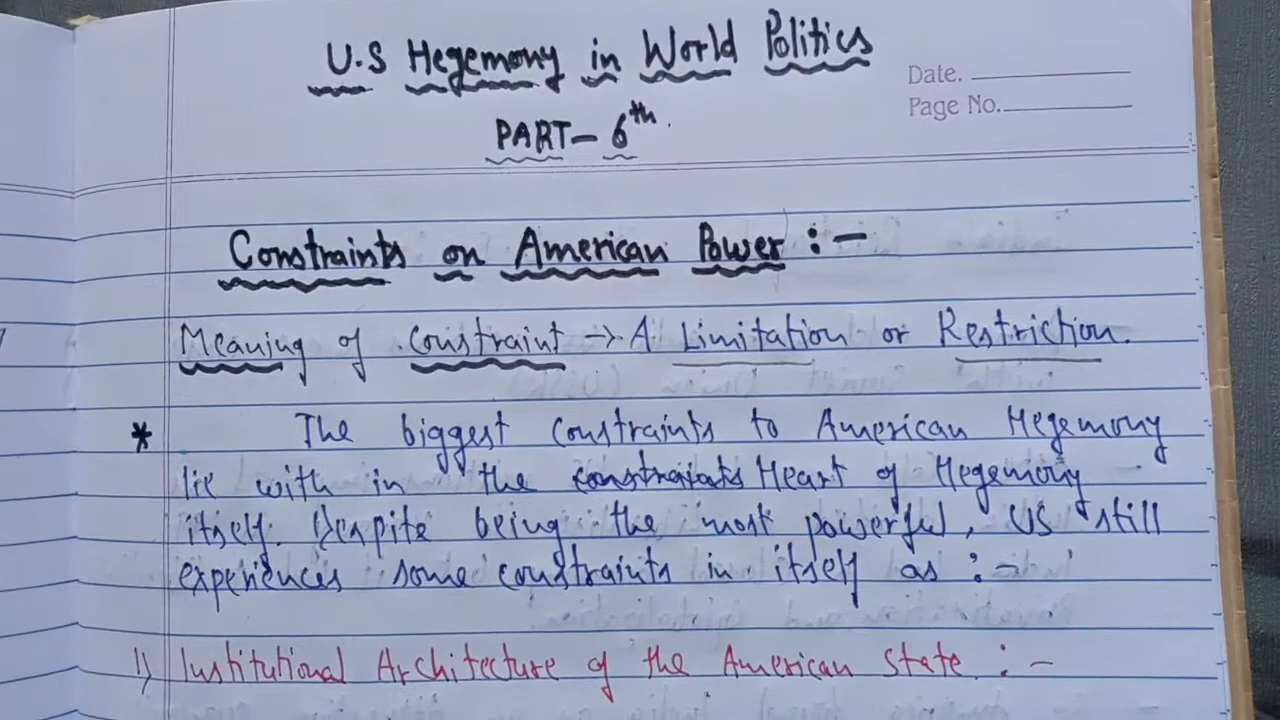 U.S Hegemony in World Politics
Date.
Page No.
PART- 6th.
Constraints on American Power :-
Meaning of Constraint → A Limitation or Restriction.
* The biggest constraints to American Hegemony
lie with in the constraints Heart of Hegemony
itself. Despite being the most powerful, US still
experiences some constraints in itself as :-
1) Institutional Architecture of the American State :-